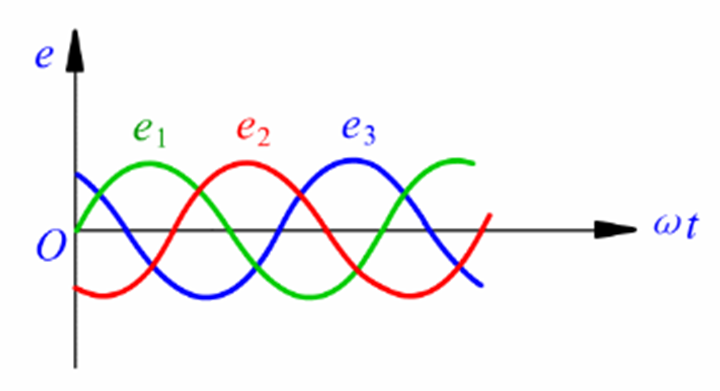 e
e₁ e₂ e₃
O
ωt